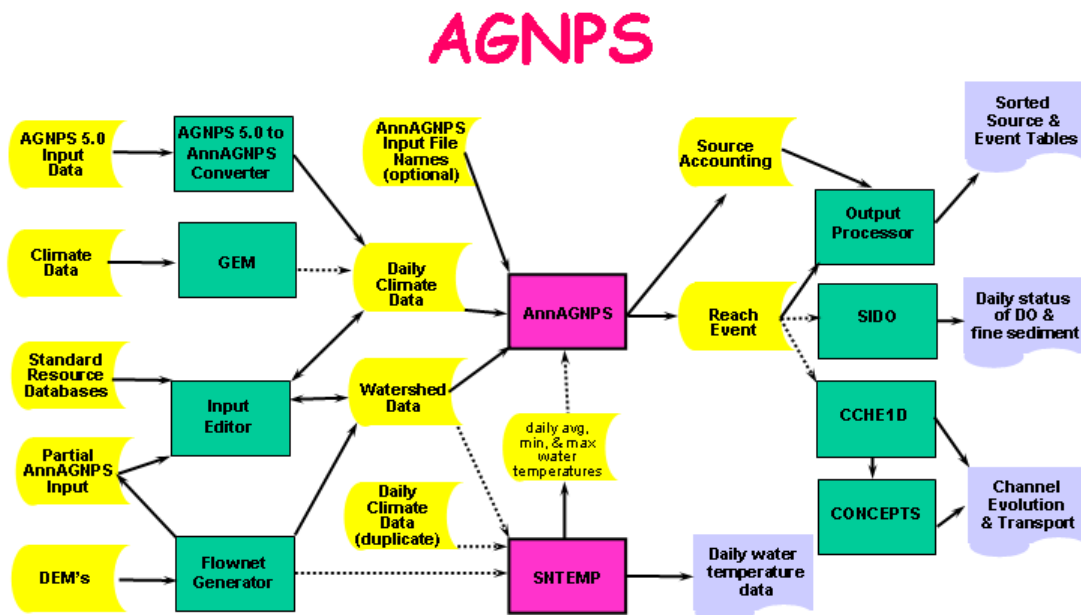 AGNPS
AGNPS 5.0
Input
Data
AGNPS 5.0 to
AnnAGNPS
Converter
AnnAGNPS
Input File
Names
(optional)
Source
Accounting
Sorted
Source &
Event Tables
Output
Processor
Climate
Data
GEM
Daily
Climate
Data
AnnAGNPS
Reach
Event
SIDO
Daily status
of DO &
fine sediment
Standard
Resource
Databases
Input
Editor
Watershed
Data
daily avg,
min, & max
water
temperatures
CCHE1D
Partial
AnnAGNPS
Input
Daily
Climate
Data
(duplicate)
CONCEPTS
Channel
Evolution
& Transport
DEM's
Flownet
Generator
SNTEMP
Daily water
temperature
data